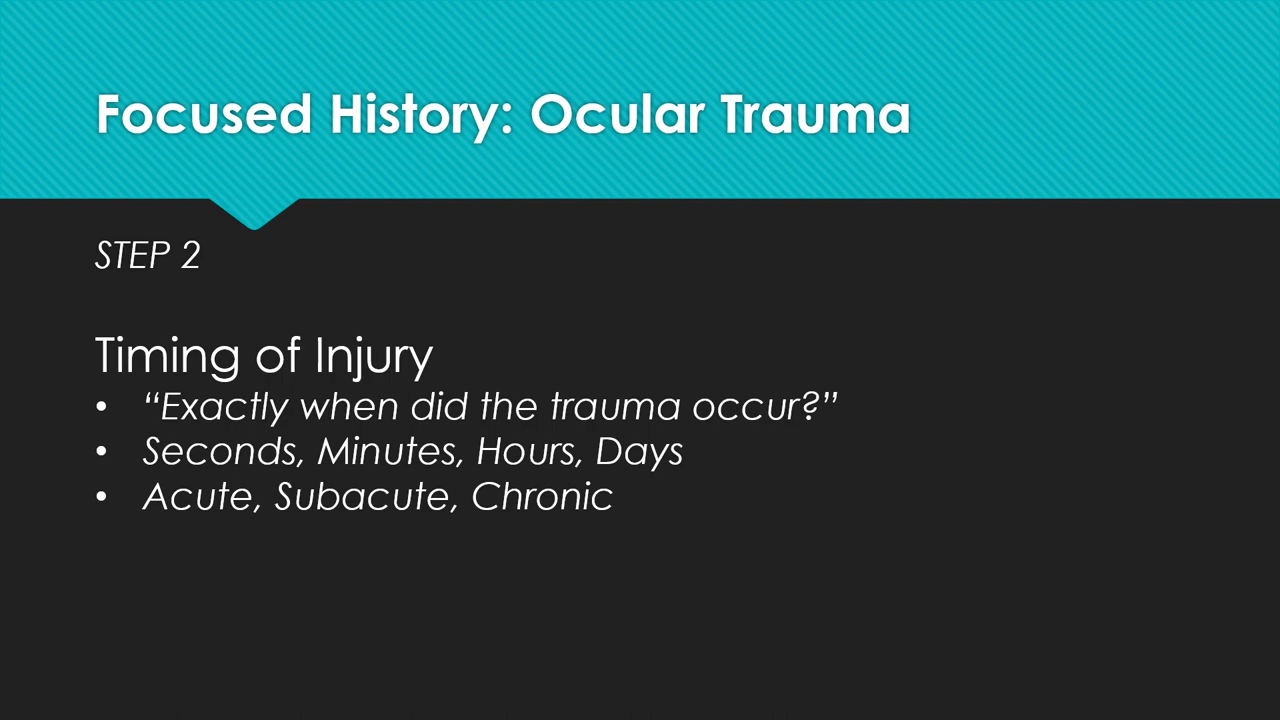 Focused History: Ocular Trauma
STEP 2
Timing of Injury
• “Exactly when did the trauma occur?”
• Seconds, Minutes, Hours, Days
• Acute, Subacute, Chronic